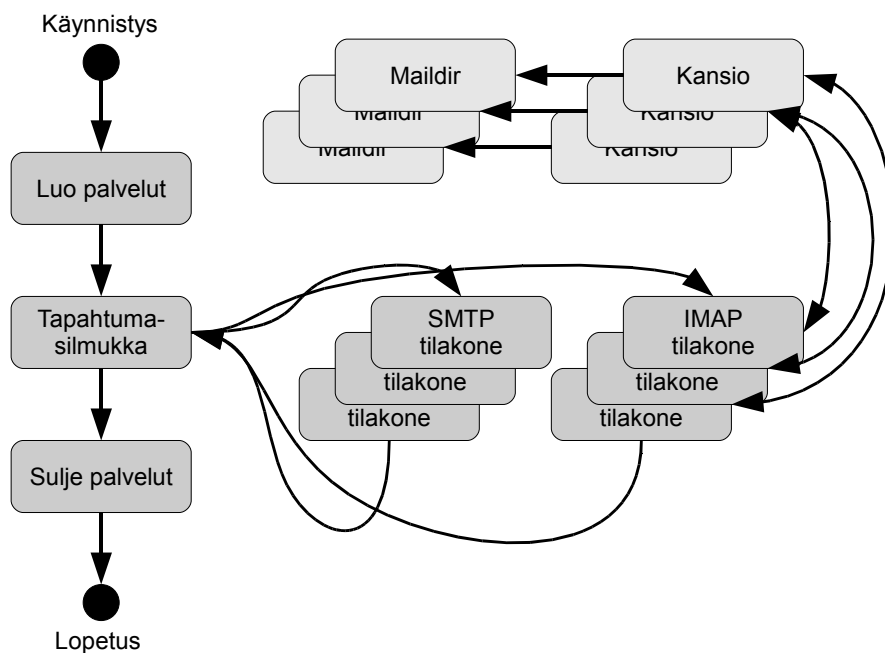 Käynnistys
Maildir
Kansio
Maildir
Kansio
Maildir
Kansio
Luo palvelut
Tapahtuma-
silmukka
SMTP
tilakone
IMAP
tilakone
tilakone
tilakone
tilakone
tilakone
Sulje palvelut
Lopetus